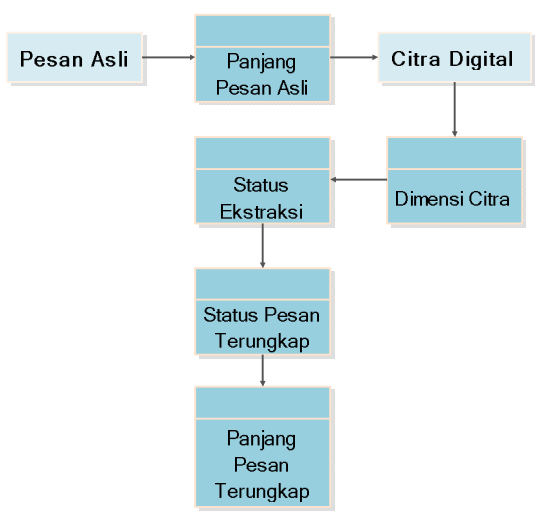 Pesan Asli
Panjang
Pesan Asli
Citra Digital
Dimensi Citra
Status
Ekstraksi
Status Pesan
Terungkap
Panjang
Pesan
Terungkap